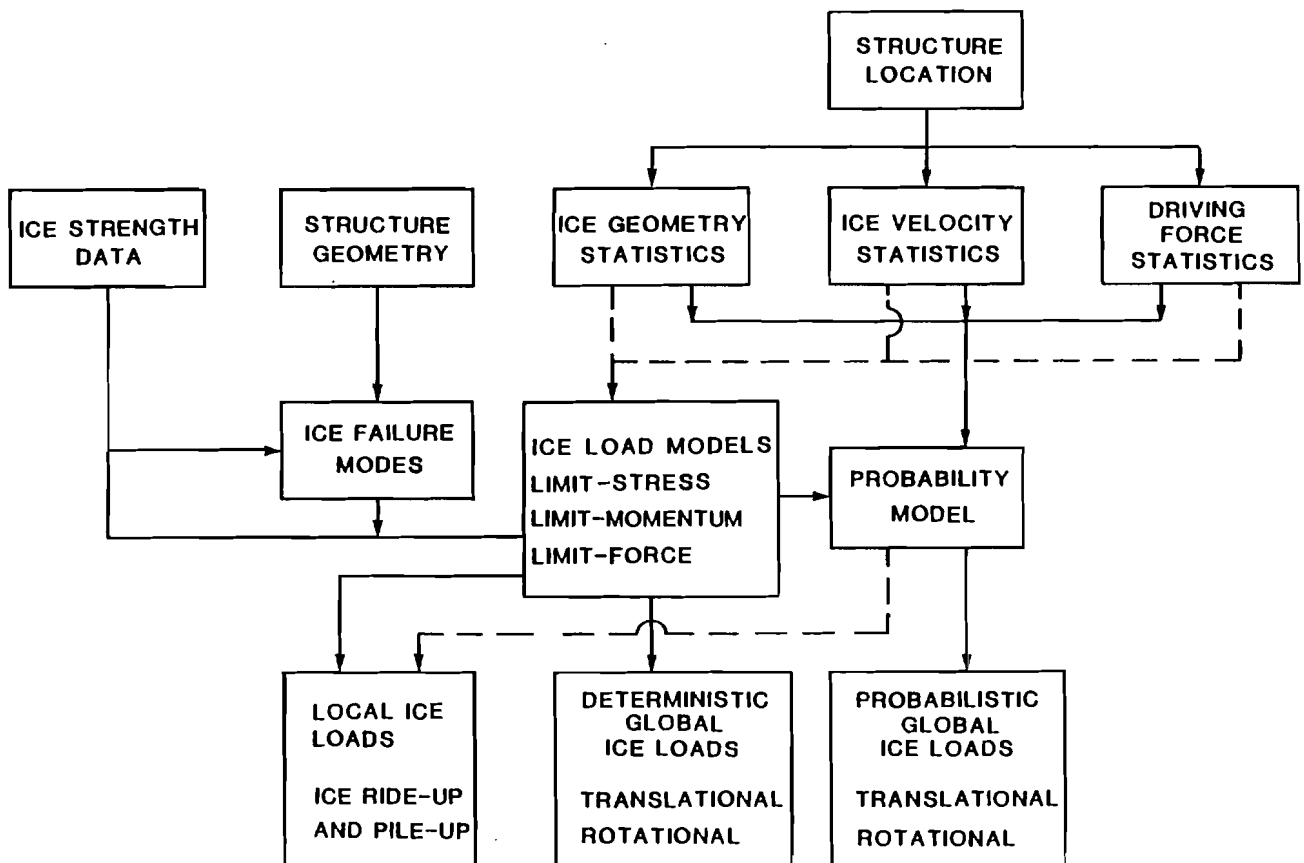 STRUCTURE
LOCATION
ICE STRENGTH
DATA
STRUCTURE
GEOMETRY
ICE GEOMETRY
STATISTICS
ICE VELOCITY
STATISTICS
DRIVING
FORCE
STATISTICS
ICE FAILURE
MODES
ICE LOAD MODELS
LIMIT-STRESS
LIMIT-MOMENTUM
LIMIT-FORCE
PROBABILITY
MODEL
LOCAL ICE
LOADS
ICE RIDE-UP
AND PILE-UP
DETERMINISTIC
GLOBAL
ICE LOADS
TRANSLATIONAL
ROTATIONAL
PROBABILISTIC
GLOBAL
ICE LOADS
TRANSLATIONAL
ROTATIONAL